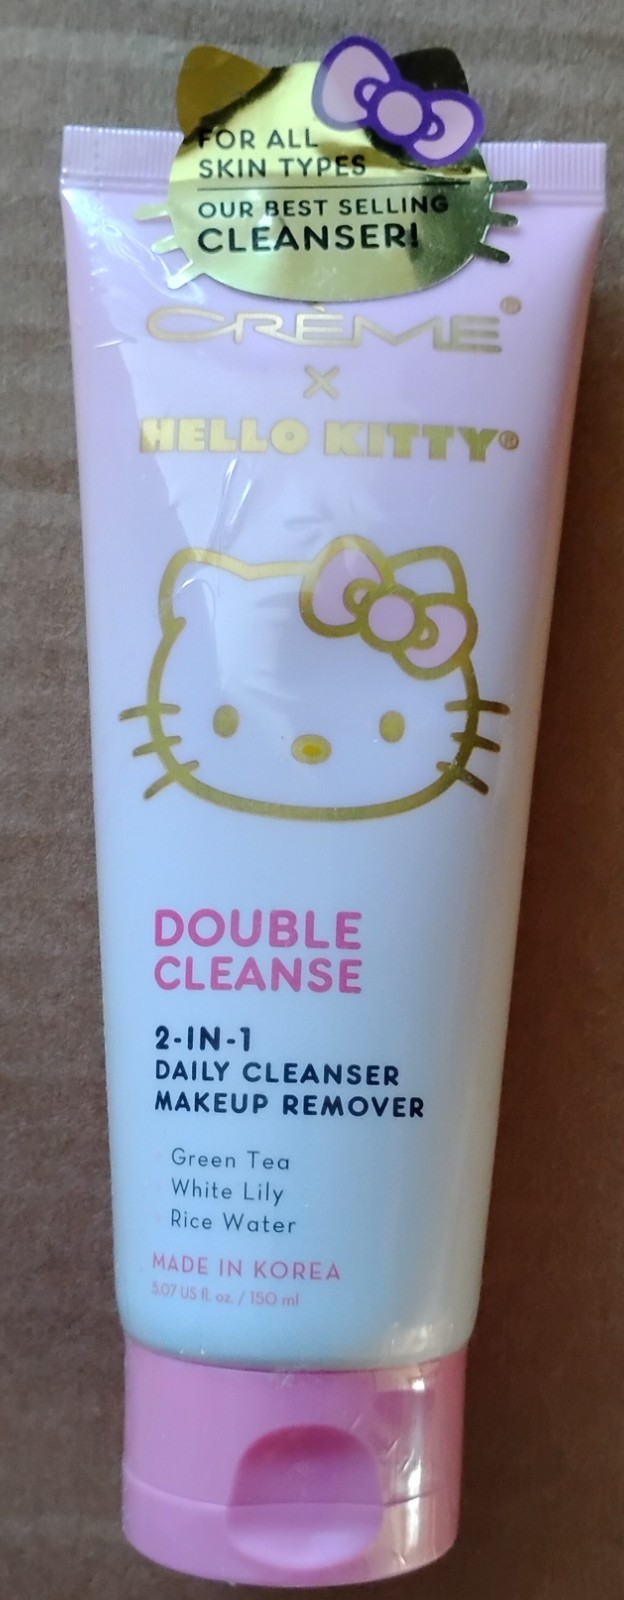 FOR ALL
SKIN TYPES
OUR BEST SELLING
CLEANSER!
CRÈME®
X
HELLO KITTY®
DOUBLE
CLEANSE
2-IN-1
DAILY CLEANSER
MAKEUP REMOVER
Green Tea
White Lily
Rice Water
MADE IN KOREA
5.07 US fl. oz. / 150 ml